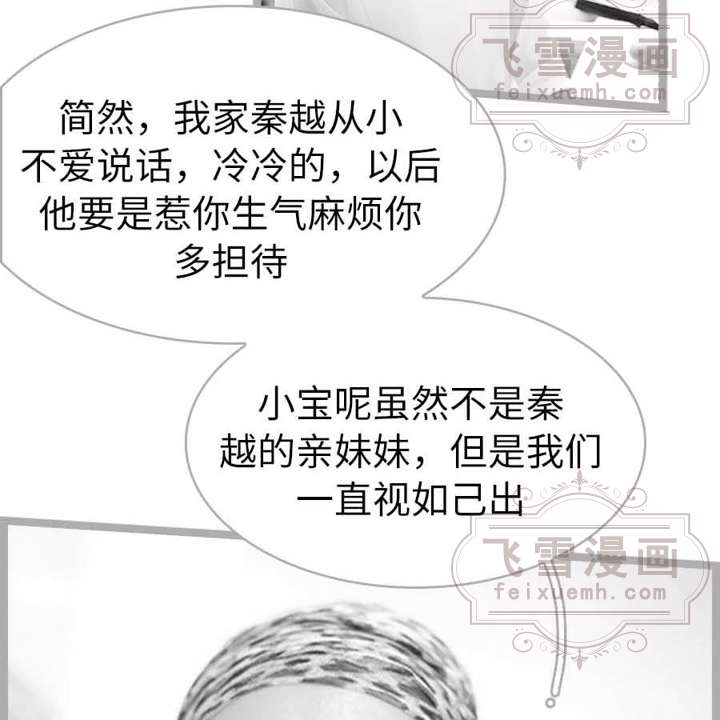 飞雪漫画
feixuemh.com
简然，我家秦越从小
不爱说话，冷冷的，以后
他要是惹你生气麻烦你
多担待
小宝呢虽然不是秦
越的亲妹妹，但是我们
一直视如己出
飞雪漫画
feixuemh.com